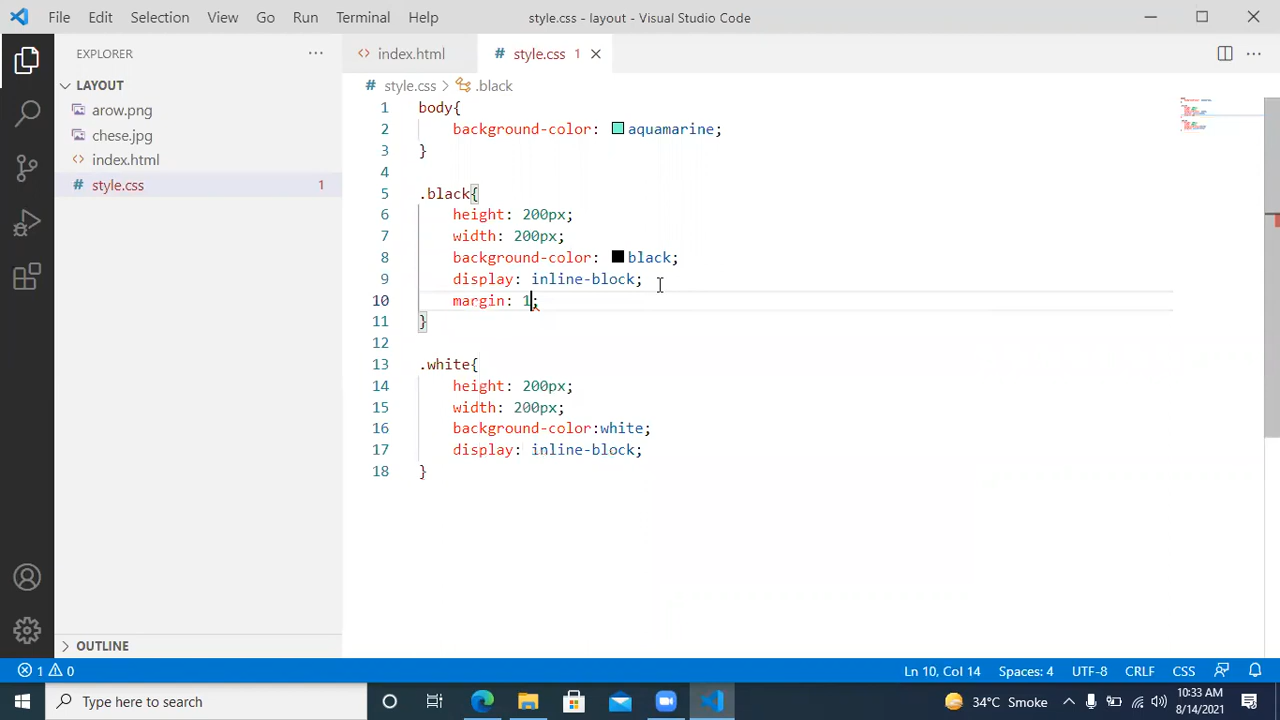 File Edit Selection View Go Run Terminal Help style.css - layout - Visual Studio Code
EXPLORER ···
LAYOUT
arow.png
chese.jpg
<> index.html
# style.css 1
OUTLINE
<> index.html # style.css 1
# style.css > .black
1 body{
2 background-color: aquamarine;
3 }
4
5 .black{
6 height: 200px;
7 width: 200px;
8 background-color: black;
9 display: inline-block;
10 margin: 1;
11 }
12
13 .white{
14 height: 200px;
15 width: 200px;
16 background-color:white;
17 display: inline-block;
18 }
1 0 Ln 10, Col 14 Spaces: 4 UTF-8 CRLF CSS
Type here to search 34°C Smoke 10:33 AM
8/14/2021